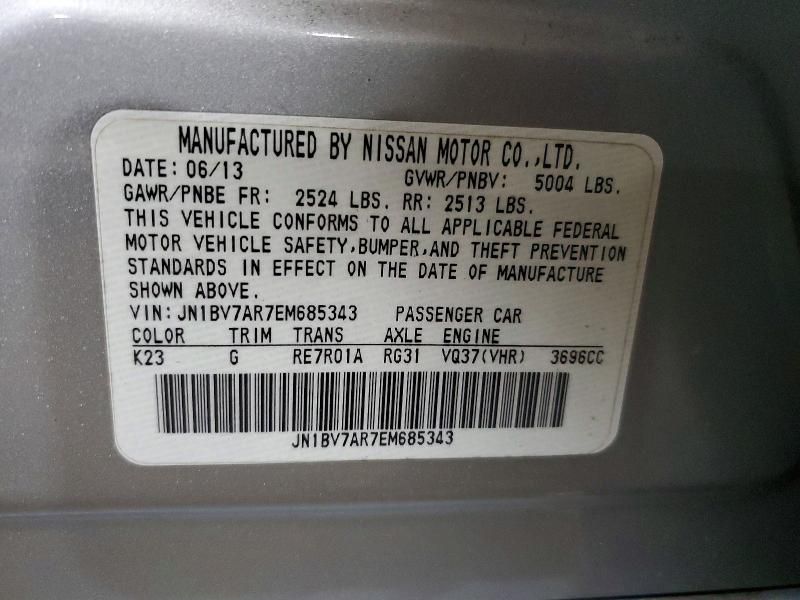 MANUFACTURED BY NISSAN MOTOR CO.,LTD.
DATE: 06/13 GVWR/PNBV: 5004 LBS.
GAWR/PNBE FR: 2524 LBS. RR: 2513 LBS.
THIS VEHICLE CONFORMS TO ALL APPLICABLE FEDERAL
MOTOR VEHICLE SAFETY,BUMPER,AND THEFT PREVENTION
STANDARDS IN EFFECT ON THE DATE OF MANUFACTURE
SHOWN ABOVE.
VIN:JN1BV7AR7EM685343 PASSENGER CAR
COLOR TRIM TRANS AXLE ENGINE
K23 G RE7R01A RG31 VQ37(VHR) 3696CC
JN1BV7AR7EM685343